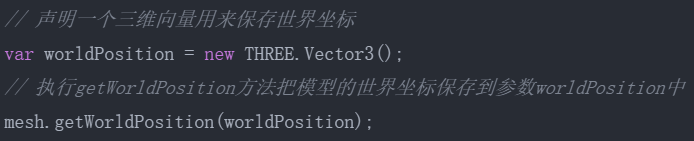 // 声明一个三维向量用来保存世界坐标
var worldPosition = new THREE.Vector3();
// 执行getWorldPosition方法把模型的世界坐标保存到参数worldPosition中
mesh.getWorldPosition(worldPosition);